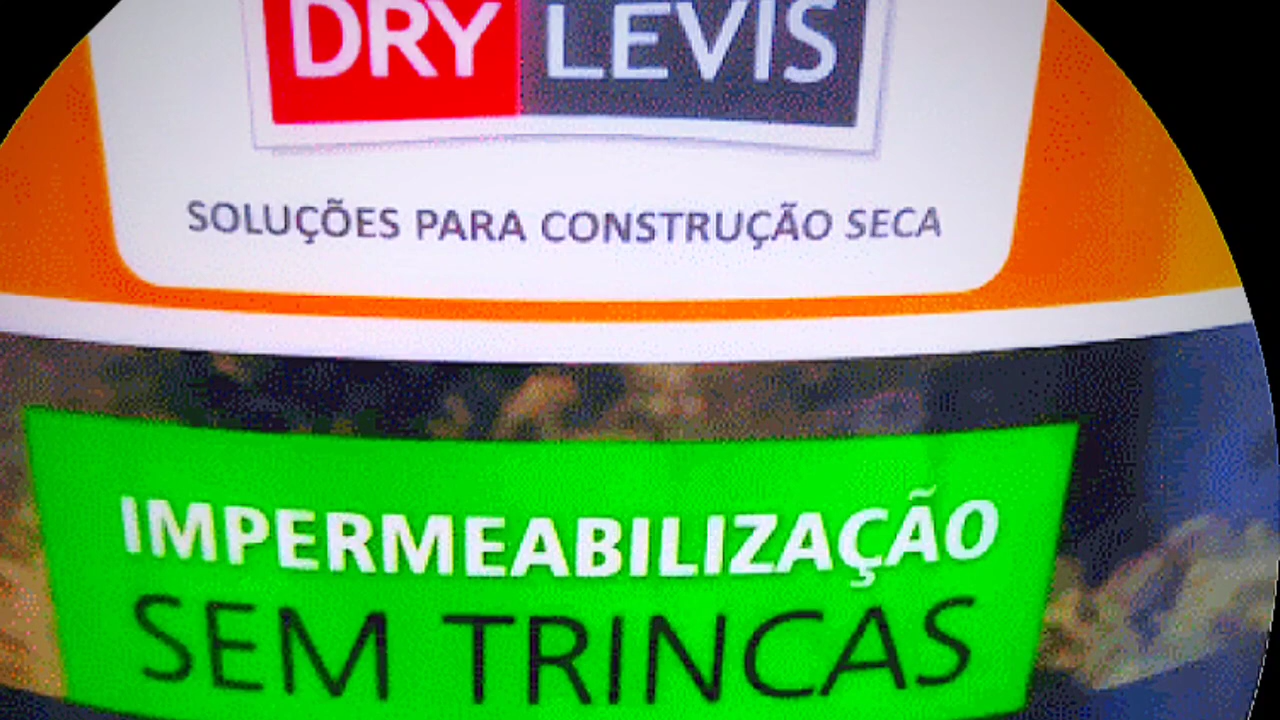 DRY LEVIS
SOLUÇÕES PARA CONSTRUÇÃO SECA
IMPERMEABILIZAÇÃO
SEM TRINCAS